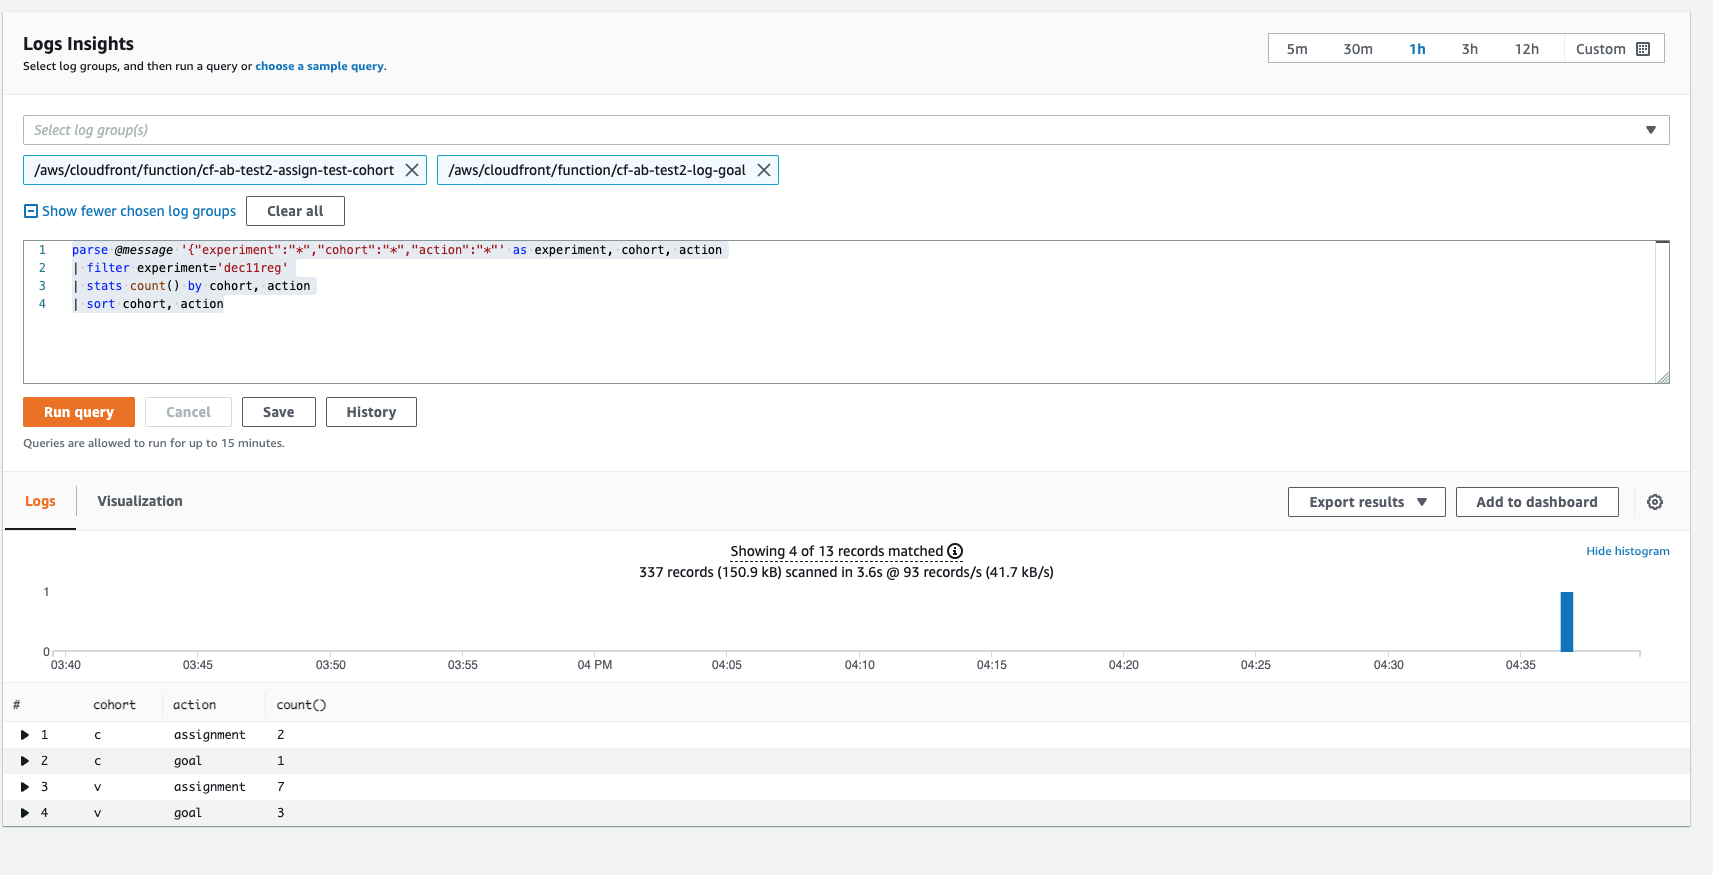 Logs Insights
Select log groups, and then run a query or choose a sample query.
5m 30m 1h 3h 12h Custom
Select log group(s)
/aws/cloudfront/function/cf-ab-test2-assign-test-cohort /aws/cloudfront/function/cf-ab-test2-log-goal
Show fewer chosen log groups Clear all
1 parse @message '{"experiment":"*","cohort":"*","action":"*"' as experiment, cohort, action
2 | filter experiment='dec11reg'
3 | stats count() by cohort, action
4 | sort cohort, action
Run query Cancel Save History
Queries are allowed to run for up to 15 minutes.
Logs Visualization Export results Add to dashboard
Showing 4 of 13 records matched
Hide histogram
337 records (150.9 kB) scanned in 3.6s @ 93 records/s (41.7 kB/s)
1
0
03:40 03:45 03:50 03:55 04 PM 04:05 04:10 04:15 04:20 04:25 04:30 04:35
# cohort action count()
1 c assignment 2
2 c goal 1
3 v assignment 7
4 v goal 3